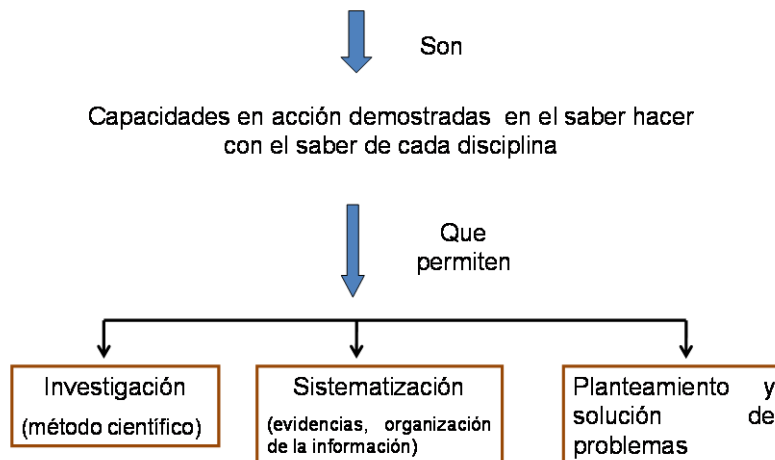 Son
Capacidades en acción demostradas en el saber hacer
con el saber de cada disciplina
Que
permiten
Investigación
(método científico)
Sistematización
(evidencias, organización
de la información)
Planteamiento y
solución de
problemas